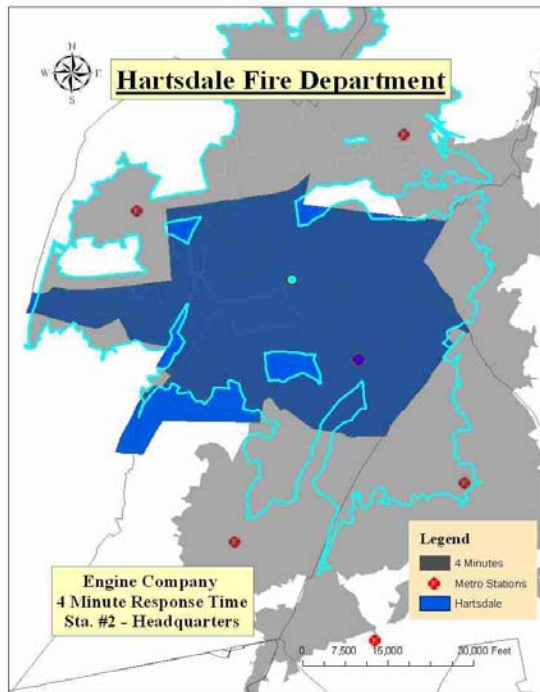 N
W
S
Hartsdale Fire Department
Legend
4 Minutes
Metro Stations
Hartsdale
Engine Company
4 Minute Response Time
Sta. #2 - Headquarters
0 7,500 15,000 30,000 Feet